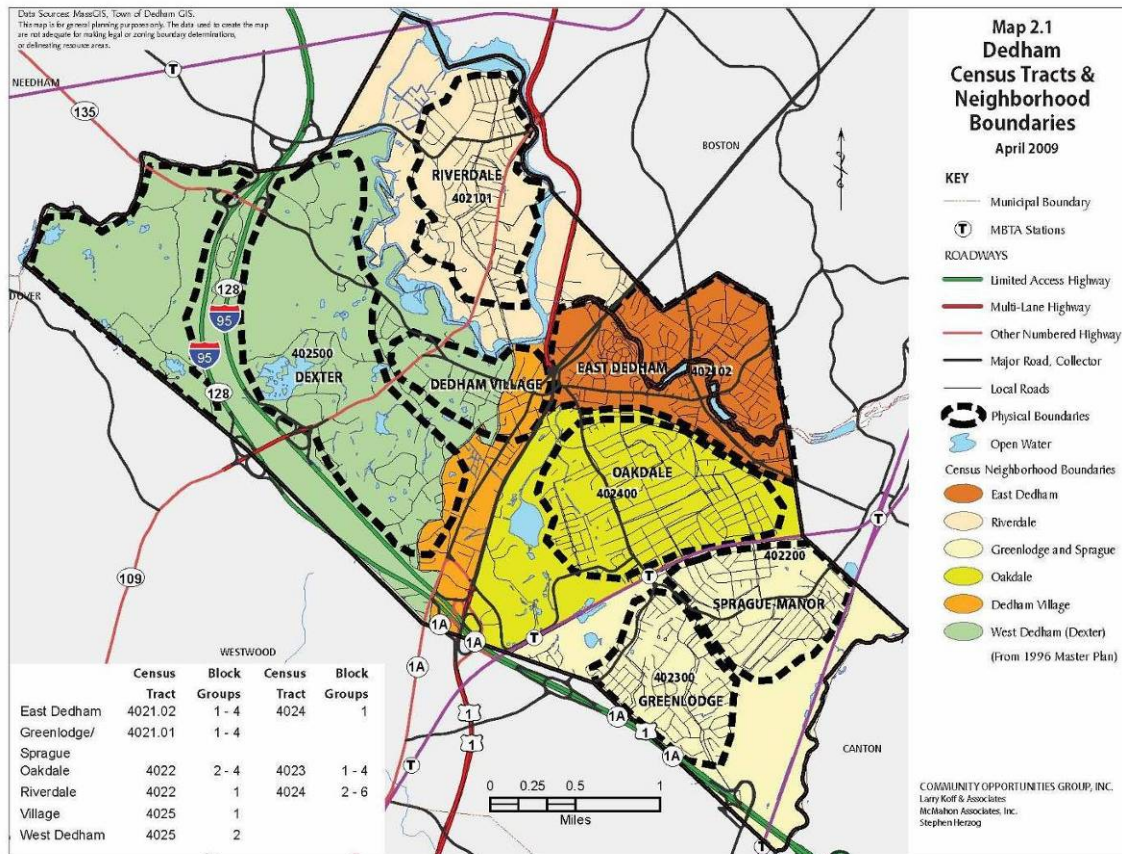 Data Sources: MassGIS, Town of Dedham GIS.
This map is for general planning purposes only. The data used to create the map
are not adequate for making legal or zoning boundary determinations,
or delineating resource areas.
Map 2.1
Dedham
Census Tracts &
Neighborhood
Boundaries
April 2009
KEY
Municipal Boundary
T MBTA Stations
ROADWAYS
Limited Access Highway
Multi-Lane Highway
Other Numbered Highway
Major Road, Collector
Local Roads
Physical Boundaries
Open Water
Census Neighborhood Boundaries
East Dedham
Riverdale
Greenlodge and Sprague
Oakdale
Dedham Village
West Dedham (Dexter)
(From 1996 Master Plan)
T
NEEDHAM
135
BOSTON
RIVERDALE
402101
DOVER
128
95
95
128
402500
DEXTER
DEDHAM VILLAGE
EAST DEDHAM
402102
OAKDALE
402400
T
402200
T
SPRAGUE-MANOR
109
1A
1A
T
WESTWOOD
1A
402300
GREENLODGE
1
1A
1
1
1A
T
CANTON
T
Census Tract Block Groups Census Tract Block Groups
East Dedham 4021.02 1 - 4 4024 1
Greenlodge/ 4021.01 1 - 4
Sprague
Oakdale 4022 2 - 4 4023 1 - 4
Riverdale 4022 1 4024 2 - 6
Village 4025 1
West Dedham 4025 2
0 0.25 0.5 1
Miles
COMMUNITY OPPORTUNITIES GROUP, INC.
Larry Koff & Associates
McMahon Associates, Inc.
Stephen Herzog